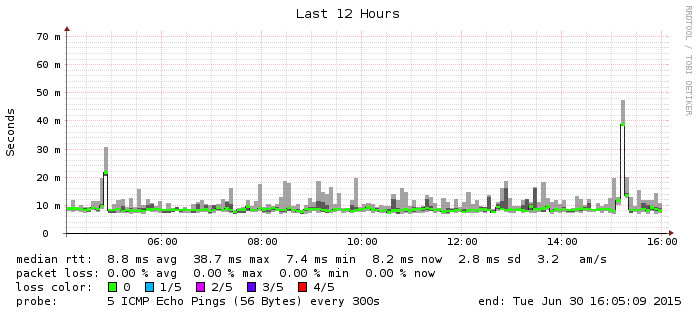 Last 12 Hours
RRDTOOL / TOBI OETIKER
Seconds
70 m
60 m
50 m
40 m
30 m
20 m
10 m
0
06:00 08:00 10:00 12:00 14:00 16:00
median rtt: 8.8 ms avg 38.7 ms max 7.4 ms min 8.2 ms now 2.8 ms sd 3.2 am/s
packet loss: 0.00 % avg 0.00 % max 0.00 % min 0.00 % now
loss color: 0 1/5 2/5 3/5 4/5
probe: 5 ICMP Echo Pings (56 Bytes) every 300s end: Tue Jun 30 16:05:09 2015